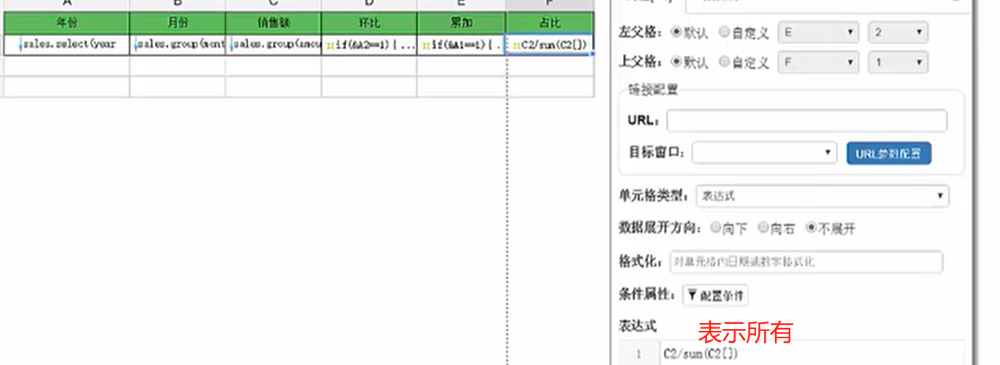 A B C D E F
年份 月份 销售额 环比 累加 占比
sales.select(year sales.group(mont sales.group(amou if(&A2==1){... if(&A1==1){. C2/sum(C2[])
左父格： 默认 自定义 E 2
上父格： 默认 自定义 F 1
链接配置
URL：
目标窗口： URL参数配置
单元格类型： 表达式
数据展开方向： 向下 向右 不展开
格式化： 对单元格内日期或数字格式化
条件属性： 配置条件
表达式 表示所有
1 C2/sum(C2[])